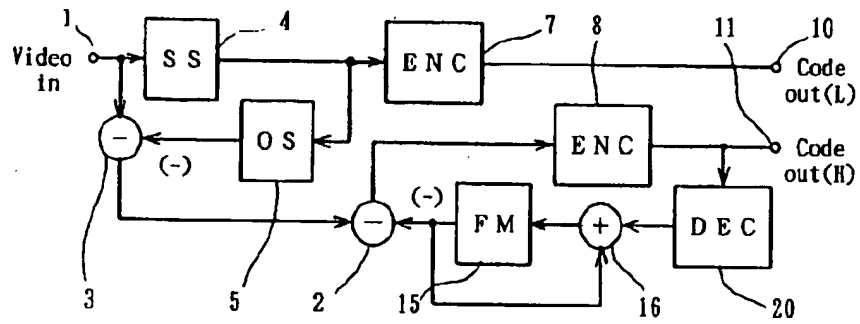 1 4 7 8 11 10
Video in
SS
ENC
Code out(L)
OS
(-)
ENC
Code out(H)
(-)
FM
+
DEC
3 5 2 15 16 20